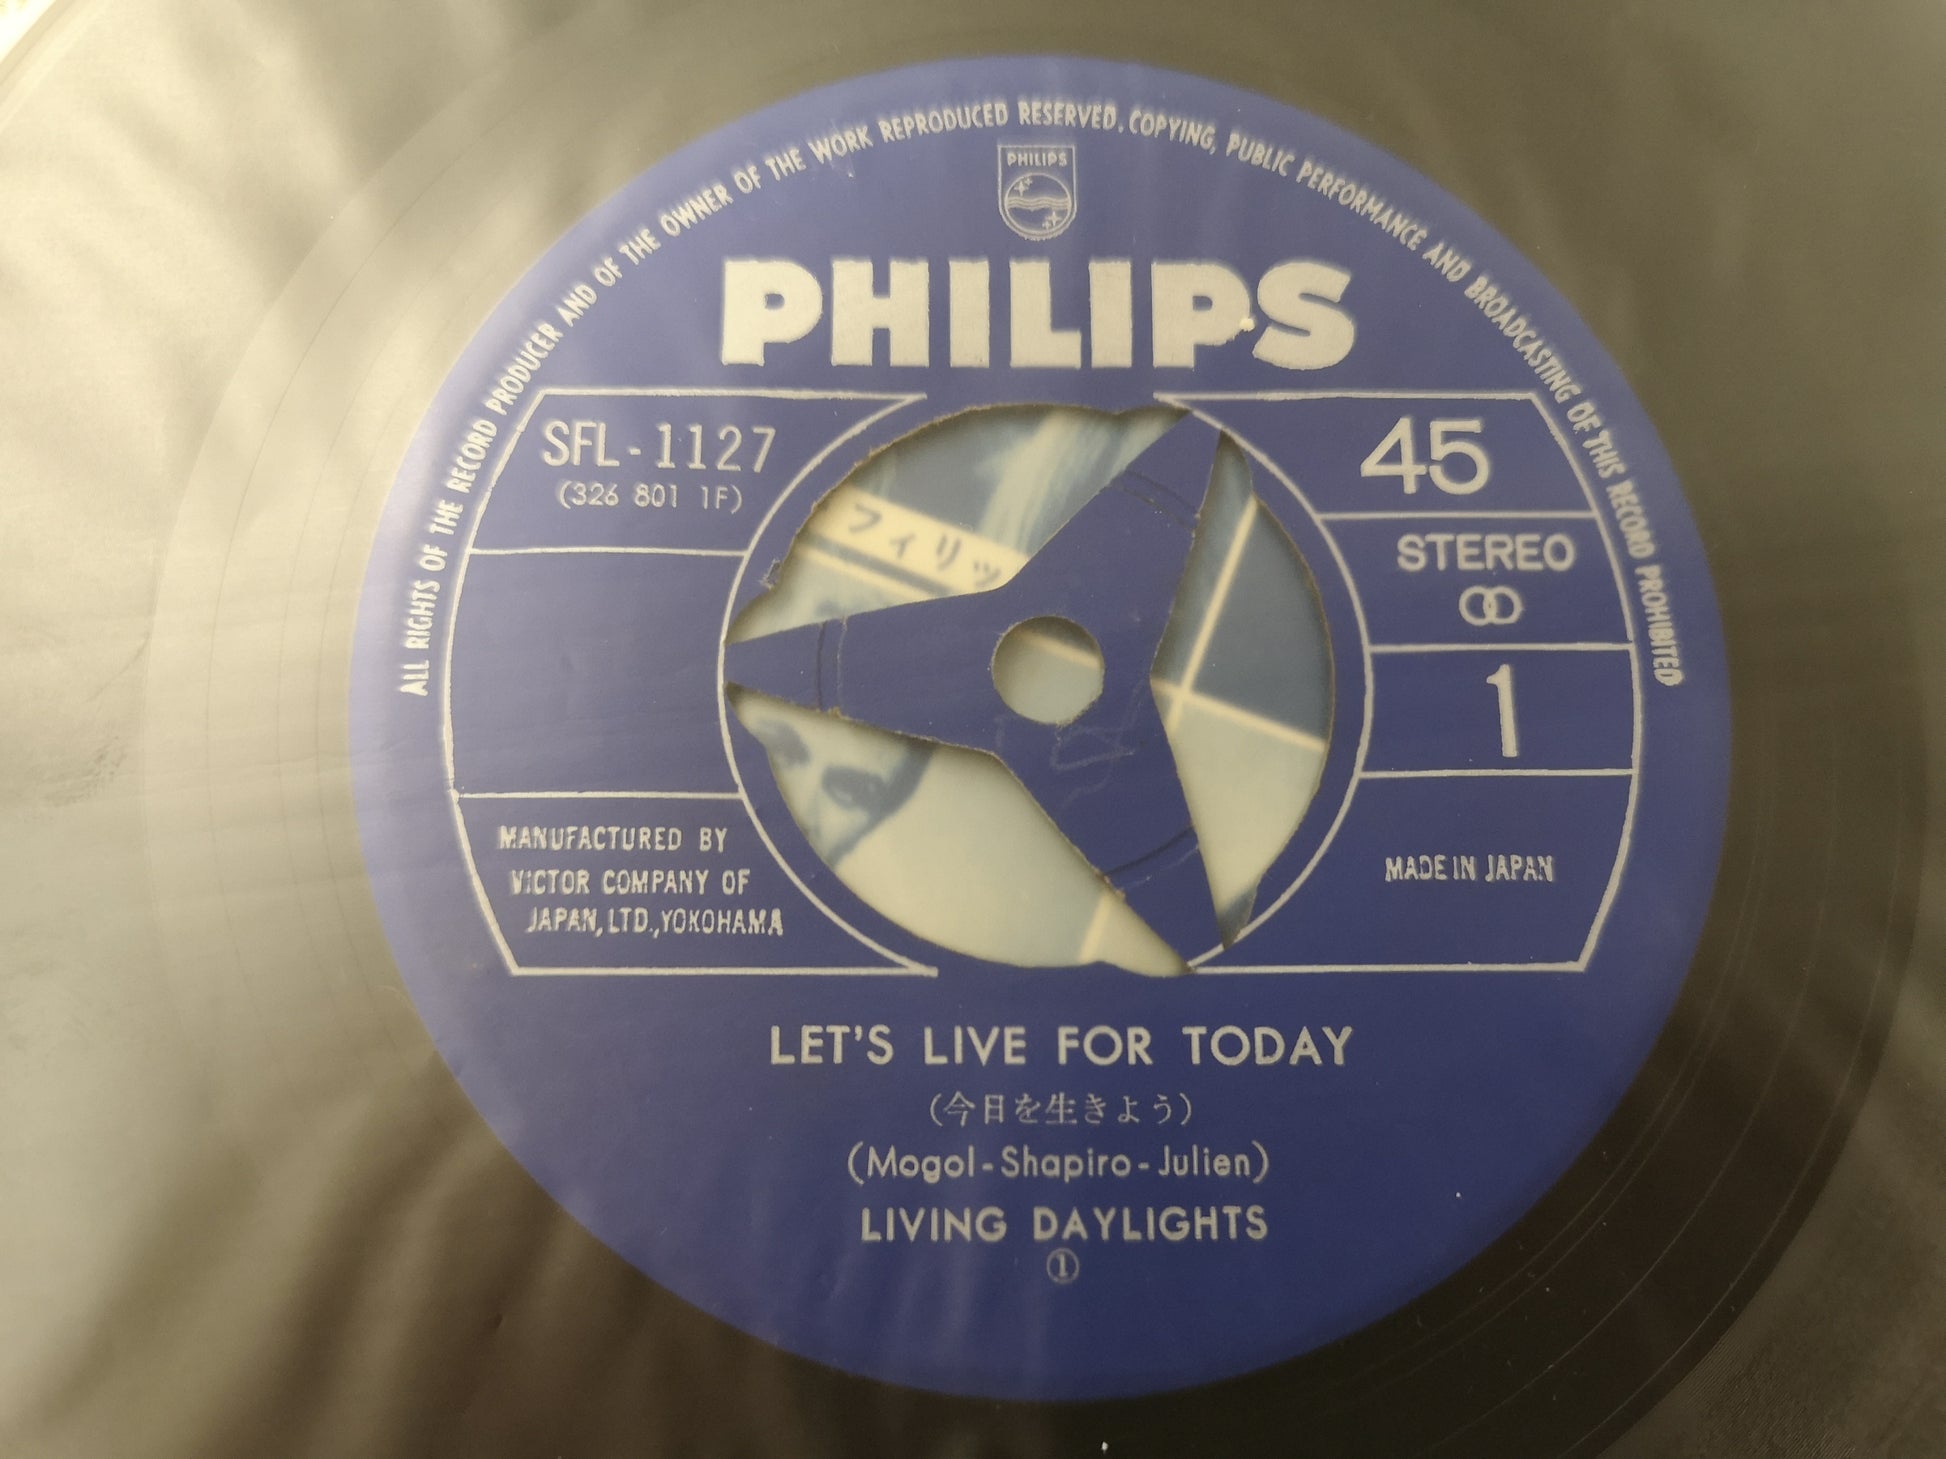 ALL RIGHTS OF THE RECORD PRODUCER AND OF THE OWNER OF THE WORK REPRODUCED RESERVED. COPYING, PUBLIC PERFORMANCE AND BROADCASTING OF THIS RECORD PROHIBITED
PHILIPS
PHILIPS
SFL-1127
(326 801 1F)
45
STEREO
1
フィリッ
MANUFACTURED BY
VICTOR COMPANY OF
JAPAN, LTD., YOKOHAMA
MADE IN JAPAN
LET'S LIVE FOR TODAY
(今日を生きよう)
(Mogol-Shapiro-Julien)
LIVING DAYLIGHTS
①